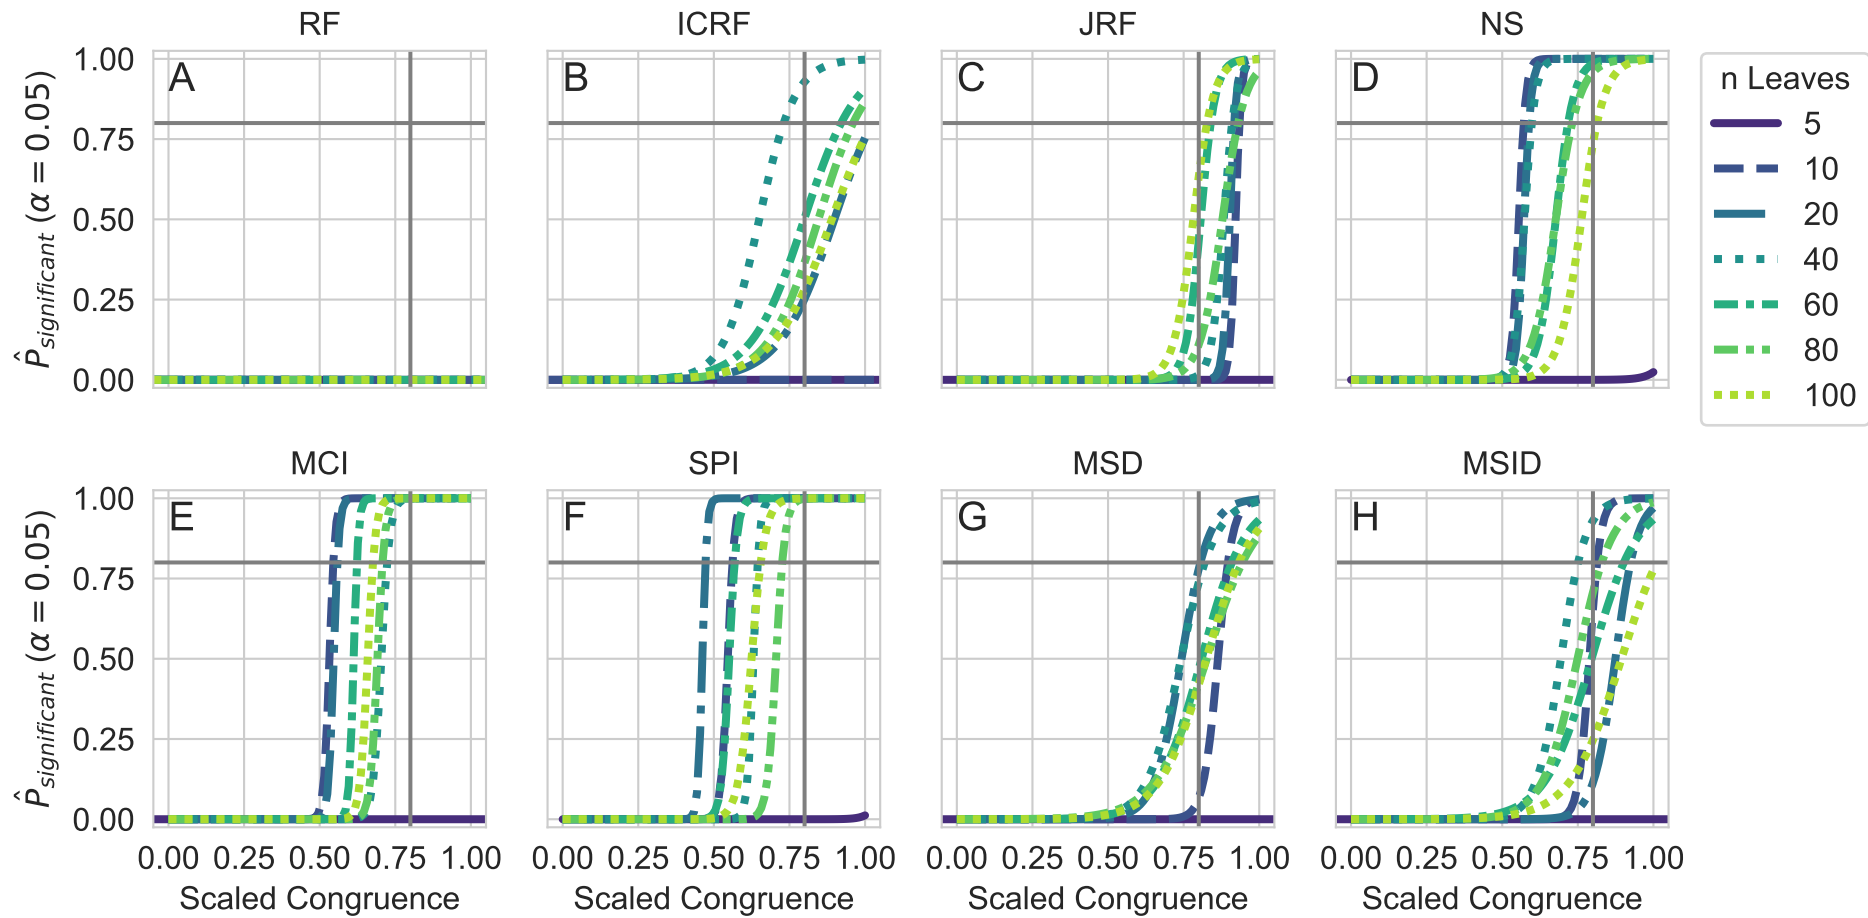 RF ICRF JRF NS
A B C D
1.00 0.75 0.50 0.25 0.00
P̂significant (α = 0.05)
n Leaves
5
10
20
40
60
80
100
MCI SPI MSD MSID
E F G H
1.00 0.75 0.50 0.25 0.00
P̂significant (α = 0.05)
0.00 0.25 0.50 0.75 1.00 0.00 0.25 0.50 0.75 1.00 0.00 0.25 0.50 0.75 1.00 0.00 0.25 0.50 0.75 1.00
Scaled Congruence Scaled Congruence Scaled Congruence Scaled Congruence